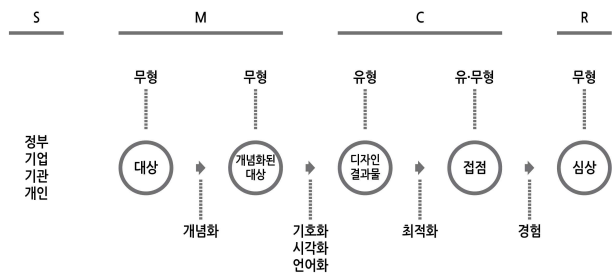 S M C R
무형 무형 유형 유·무형 무형
정부
기업
기관
개인
대상
개념화된
대상
디자인
결과물
접점
심상
개념화
기호화
시각화
언어화
최적화
경험